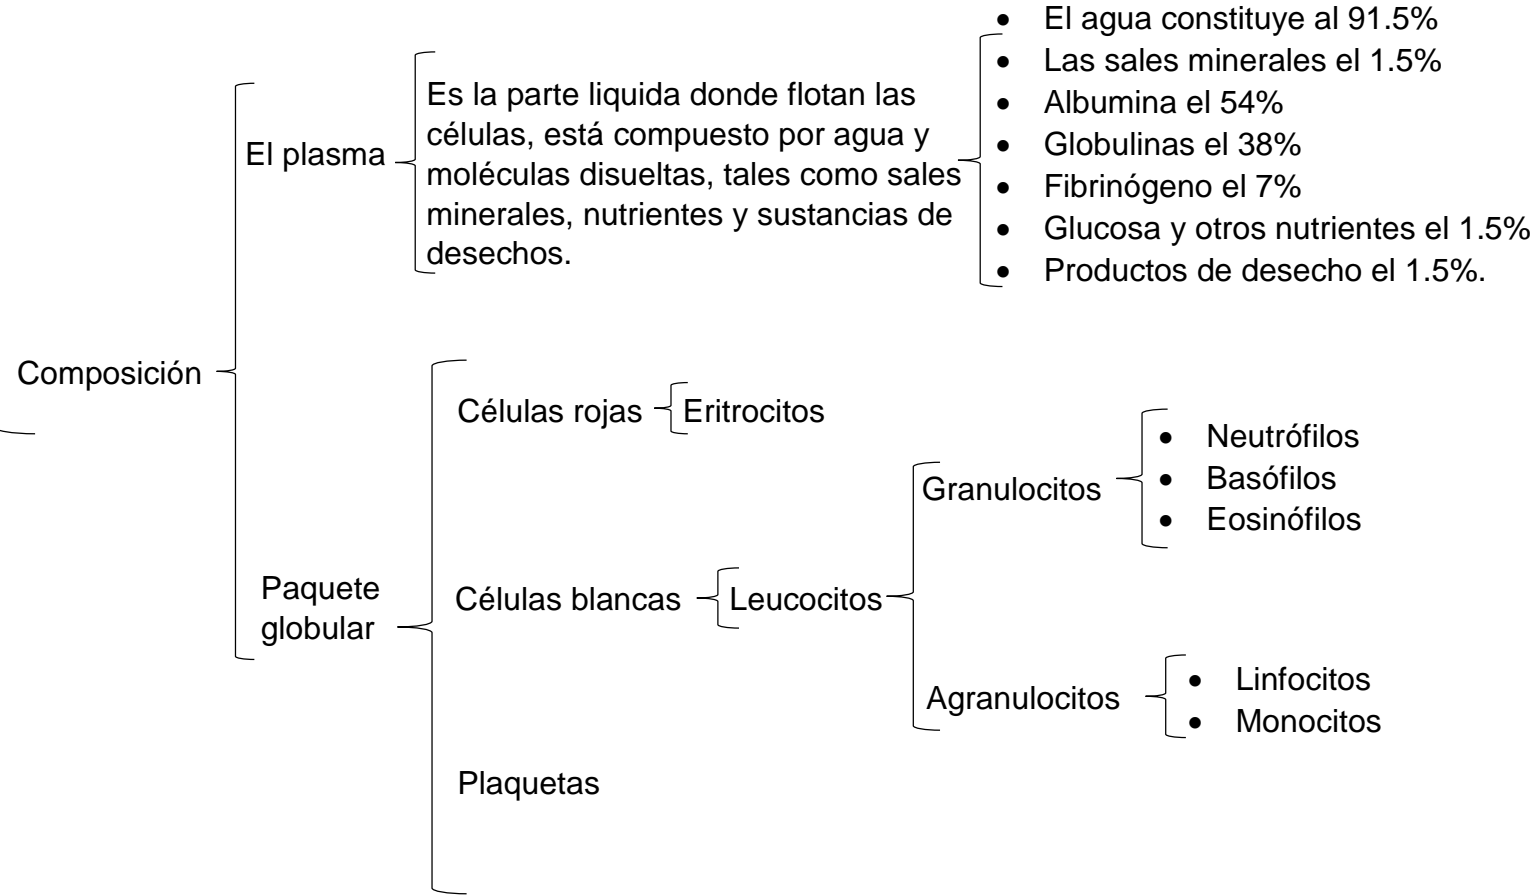 Composición
El plasma
Es la parte liquida donde flotan las
células, está compuesto por agua y
moléculas disueltas, tales como sales
minerales, nutrientes y sustancias de
desechos.
• El agua constituye al 91.5%
• Las sales minerales el 1.5%
• Albumina el 54%
• Globulinas el 38%
• Fibrinógeno el 7%
• Glucosa y otros nutrientes el 1.5%
• Productos de desecho el 1.5%.
Paquete
globular
Células rojas
Eritrocitos
Células blancas
Leucocitos
Granulocitos
• Neutrófilos
• Basófilos
• Eosinófilos
Agranulocitos
• Linfocitos
• Monocitos
Plaquetas